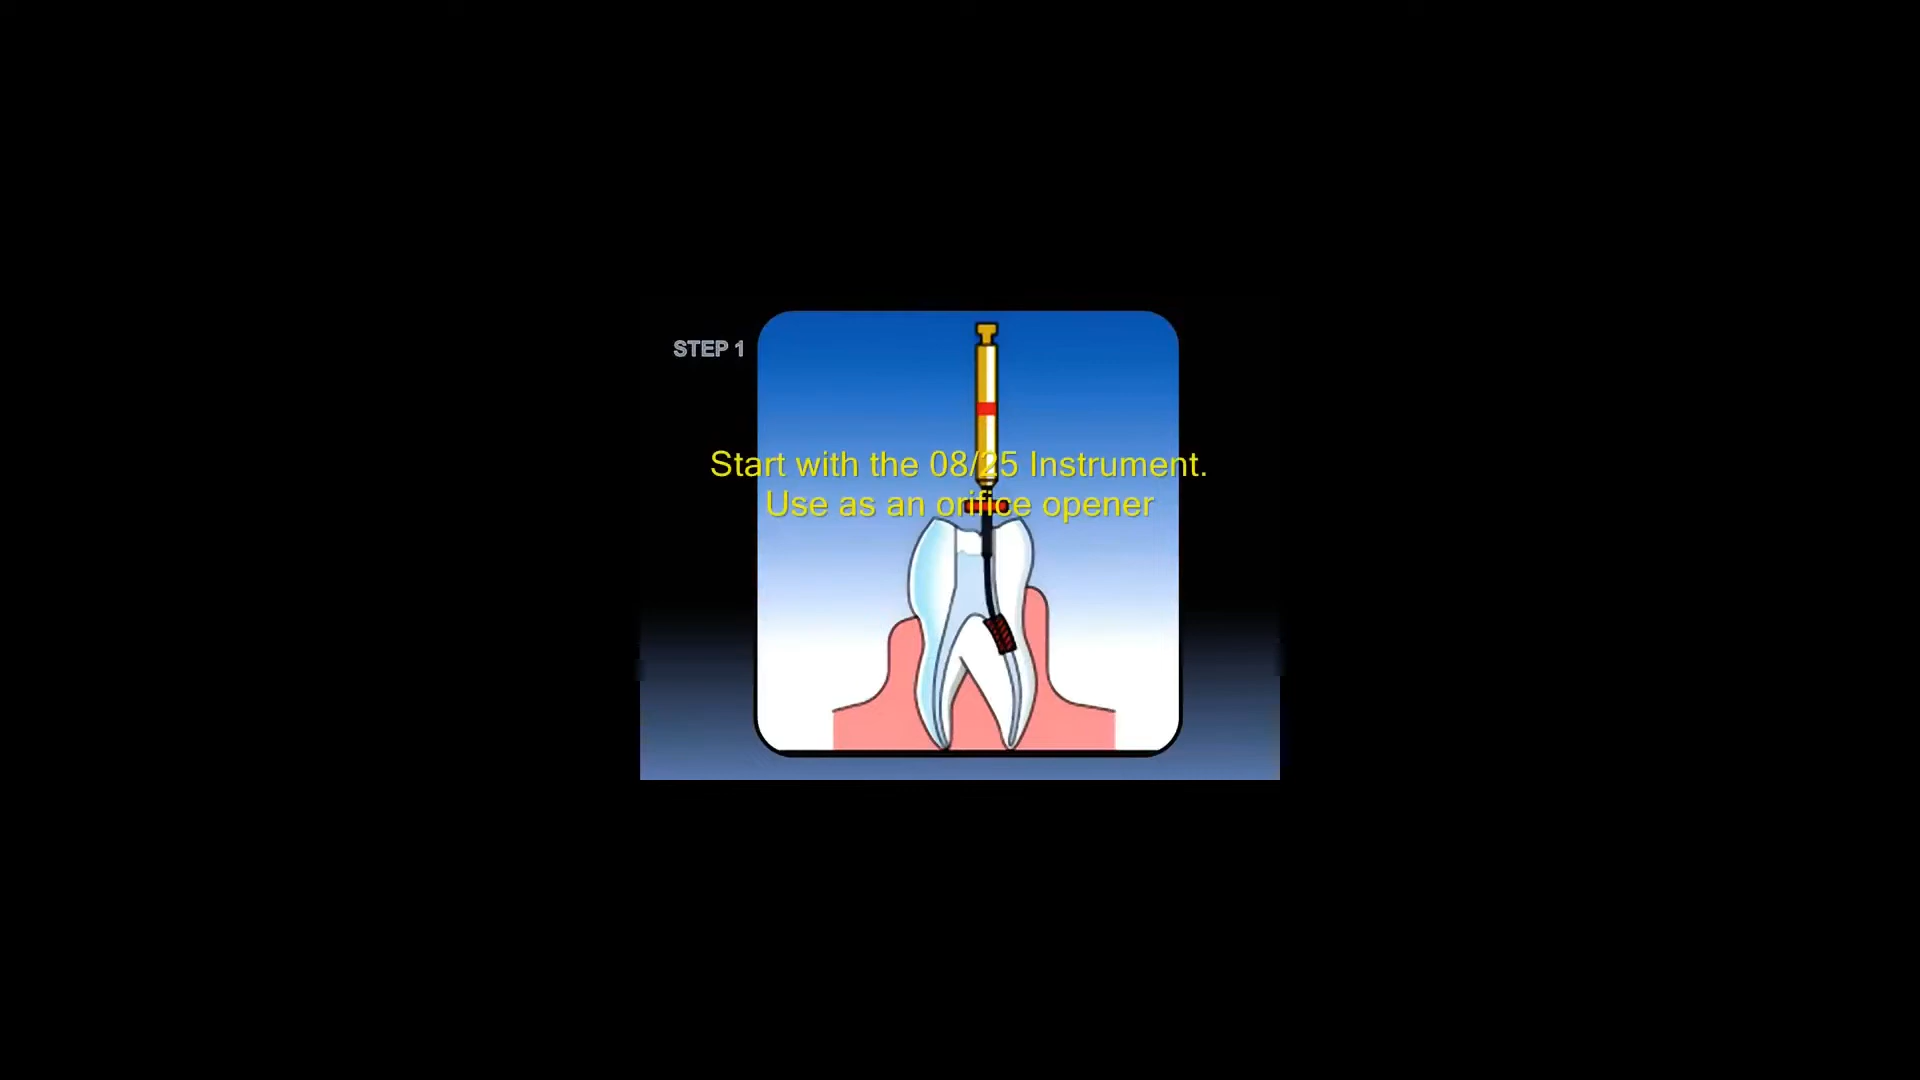 STEP 1
Start with the 08/25 Instrument.
Use as an orifice opener